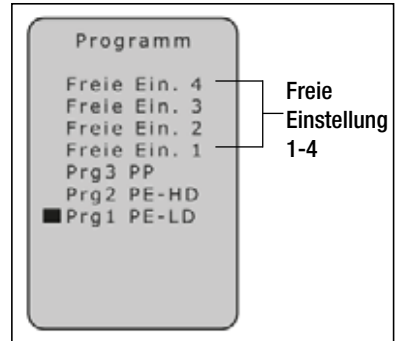 Programm
Freie Ein. 4
Freie Ein. 3
Freie Ein. 2
Freie Ein. 1
Prg3 PP
Prg2 PE-HD
Prg1 PE-LD
Freie
Einstellung
1-4